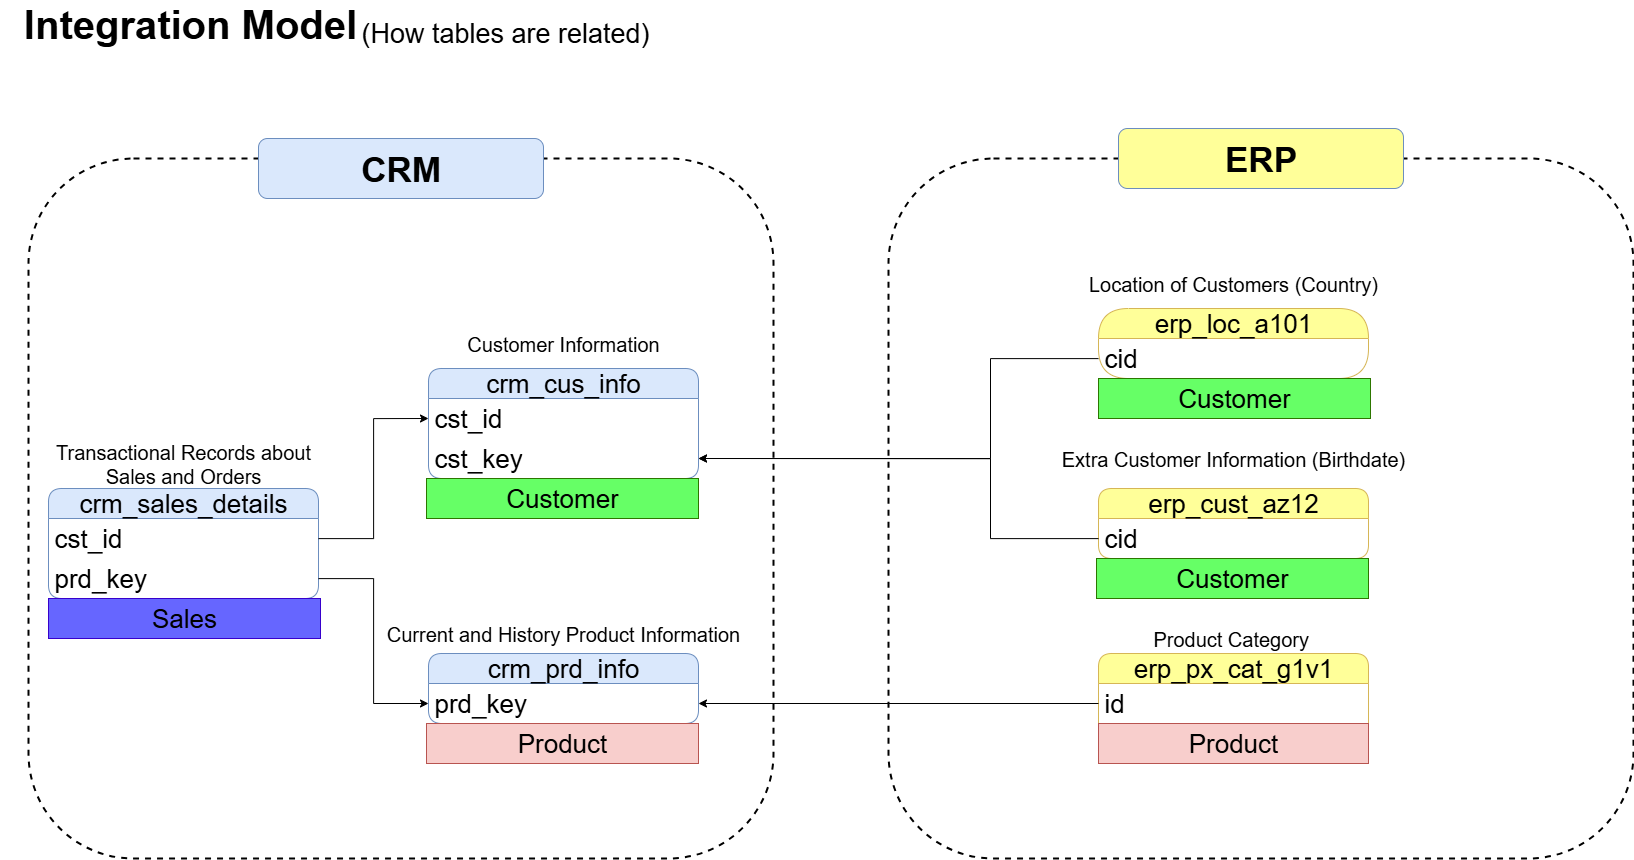 Integration Model (How tables are related)
CRM
ERP
Transactional Records about
Sales and Orders
crm_sales_details
cst_id
prd_key
Sales
Customer Information
crm_cus_info
cst_id
cst_key
Customer
Current and History Product Information
crm_prd_info
prd_key
Product
Location of Customers (Country)
erp_loc_a101
cid
Customer
Extra Customer Information (Birthdate)
erp_cust_az12
cid
Customer
Product Category
erp_px_cat_g1v1
id
Product